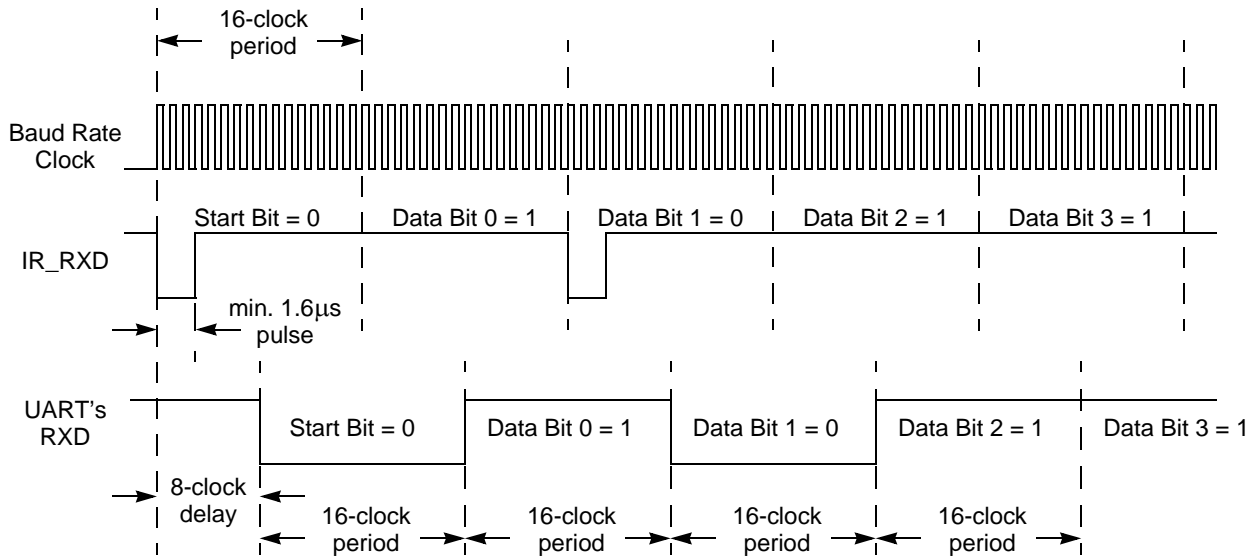 16-clock
period
Baud Rate
Clock
Start Bit = 0
Data Bit 0 = 1
Data Bit 1 = 0
Data Bit 2 = 1
Data Bit 3 = 1
IR_RXD
min. 1.6μs
pulse
UART's
RXD
Start Bit = 0
Data Bit 0 = 1
Data Bit 1 = 0
Data Bit 2 = 1
Data Bit 3 = 1
8-clock
delay
16-clock
period
16-clock
period
16-clock
period
16-clock
period